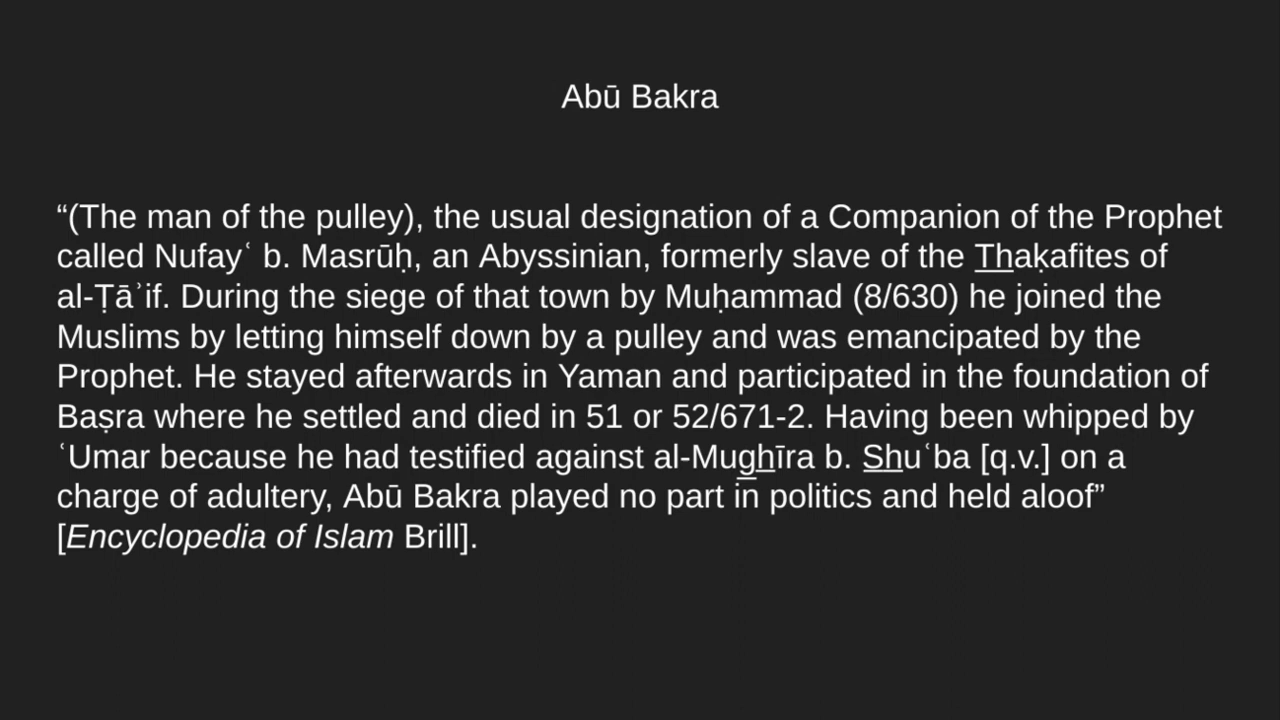 Abū Bakra
“(The man of the pulley), the usual designation of a Companion of the Prophet
called Nufayʿ b. Masrūḥ, an Abyssinian, formerly slave of the Thaḳafites of
al-Ṭāʾif. During the siege of that town by Muḥammad (8/630) he joined the
Muslims by letting himself down by a pulley and was emancipated by the
Prophet. He stayed afterwards in Yaman and participated in the foundation of
Baṣra where he settled and died in 51 or 52/671-2. Having been whipped by
ʿUmar because he had testified against al-Mughīra b. Shuʿba [q.v.] on a
charge of adultery, Abū Bakra played no part in politics and held aloof”
[Encyclopedia of Islam Brill].